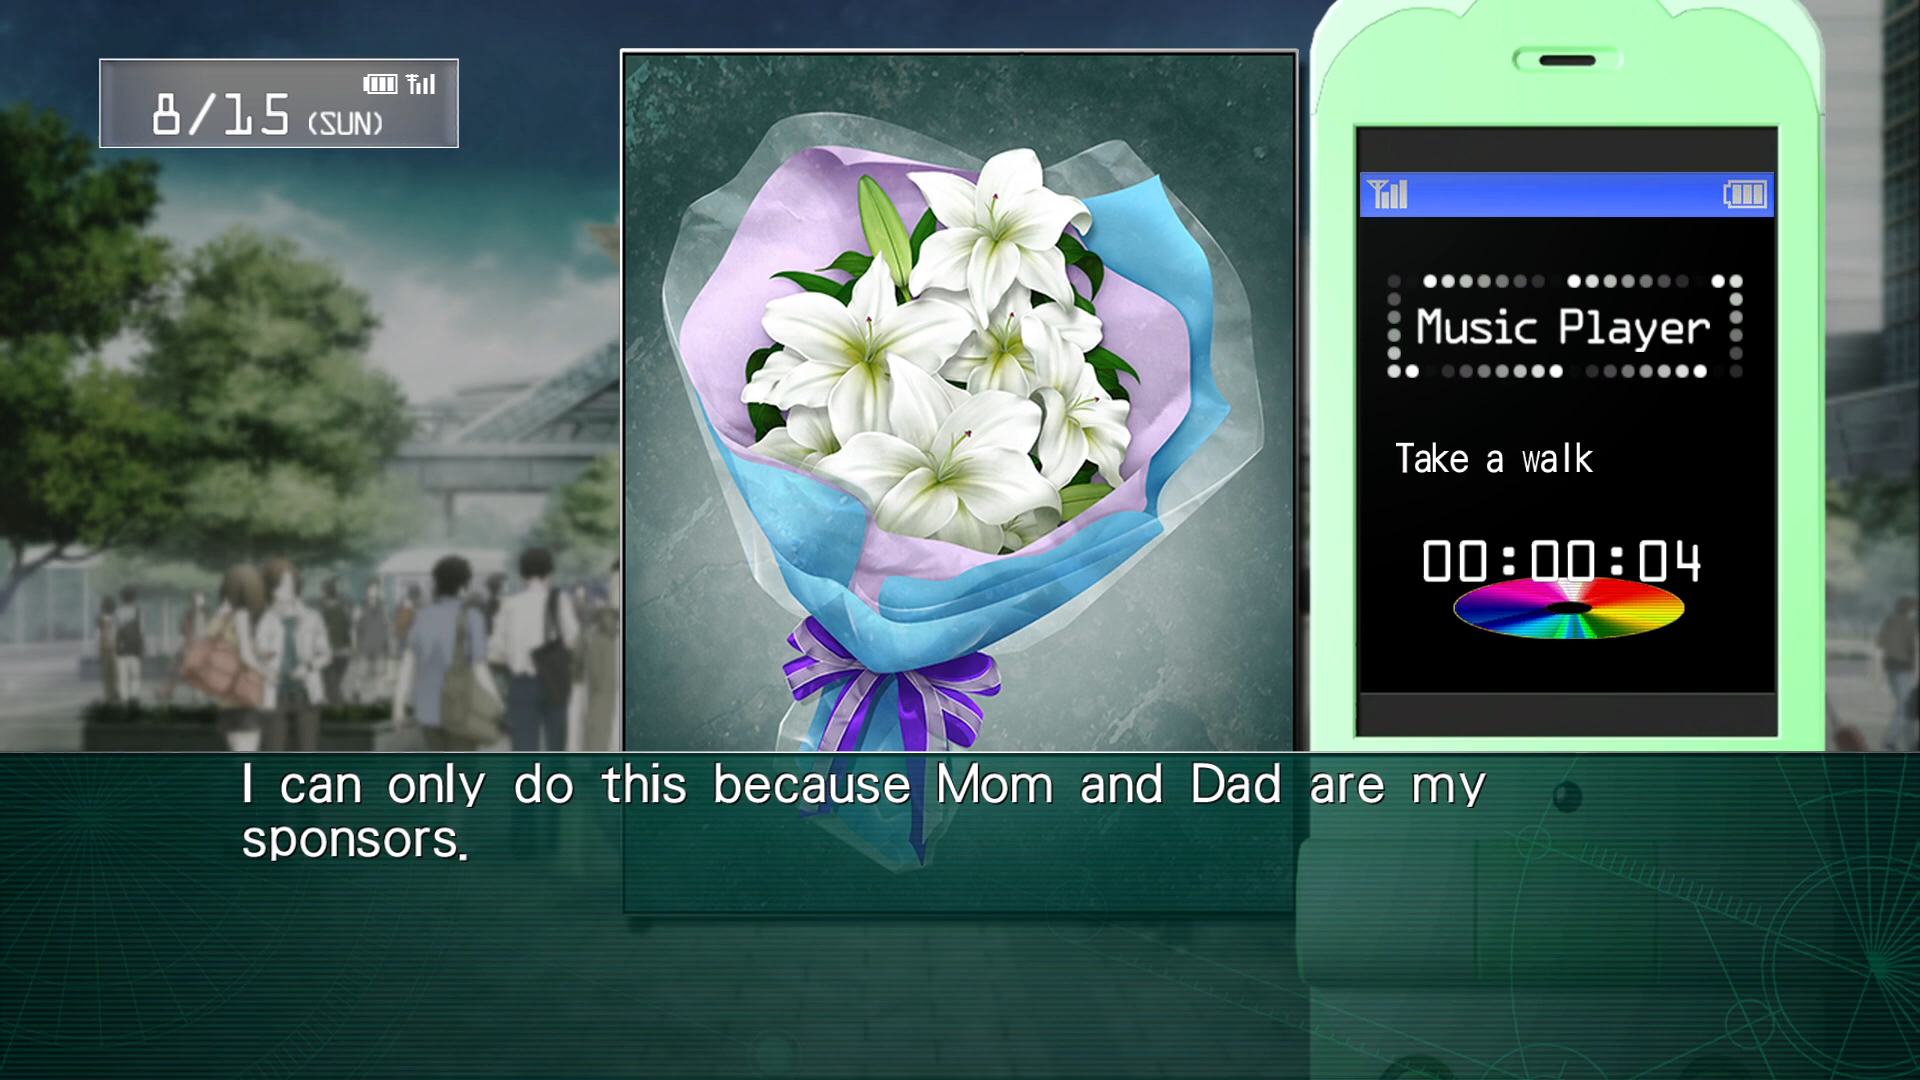 8/15 (SUN)
Music Player
Take a walk
00:00:04
I can only do this because Mom and Dad are my
sponsors.